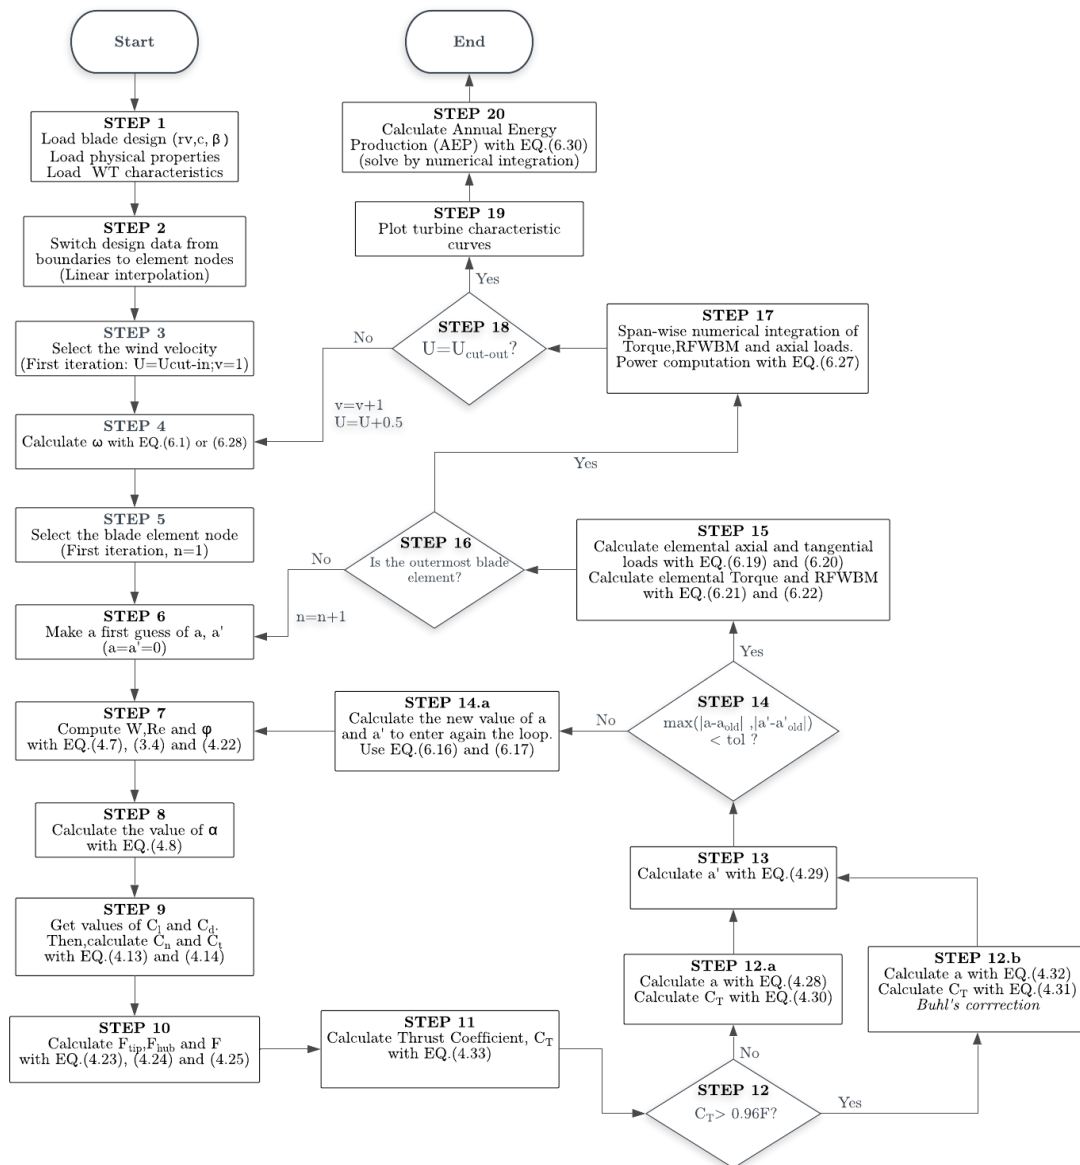 Start
STEP 1
Load blade design (rv,c, β)
Load physical properties
Load WT characteristics
STEP 2
Switch design data from
boundaries to element nodes
(Linear interpolation)
STEP 3
Select the wind velocity
(First iteration: U=Ucut-in;v=1)
STEP 4
Calculate ω with EQ.(6.1) or (6.28)
STEP 5
Select the blade element node
(First iteration, n=1)
STEP 6
Make a first guess of a, a'
(a=a'=0)
STEP 7
Compute W,Re and φ
with EQ.(4.7), (3.4) and (4.22)
STEP 8
Calculate the value of α
with EQ.(4.8)
STEP 9
Get values of C_l and C_d.
Then,calculate C_n and C_t
with EQ.(4.13) and (4.14)
STEP 10
Calculate F_tip,F_hub and F
with EQ.(4.23), (4.24) and (4.25)
STEP 11
Calculate Thrust Coefficient, C_T
with EQ.(4.33)
STEP 12
C_T> 0.96F?
No
Yes
STEP 12.a
Calculate a with EQ.(4.28)
Calculate C_T with EQ.(4.30)
STEP 12.b
Calculate a with EQ.(4.32)
Calculate C_T with EQ.(4.31)
Buhl's corrrection
STEP 13
Calculate a' with EQ.(4.29)
STEP 14
max(|a-a_old| ,|a'-a'_old|)
< tol ?
No
Yes
STEP 14.a
Calculate the new value of a
and a' to enter again the loop.
Use EQ.(6.16) and (6.17)
STEP 15
Calculate elemental axial and tangential
loads with EQ.(6.19) and (6.20)
Calculate elemental Torque and RFWBM
with EQ.(6.21) and (6.22)
STEP 16
Is the outermost blade
element?
No
n=n+1
Yes
STEP 17
Span-wise numerical integration of
Torque,RFWBM and axial loads.
Power computation with EQ.(6.27)
STEP 18
U=U_cut-out?
No
v=v+1
U=U+0.5
Yes
STEP 19
Plot turbine characteristic
curves
STEP 20
Calculate Annual Energy
Production (AEP) with EQ.(6.30)
(solve by numerical integration)
End